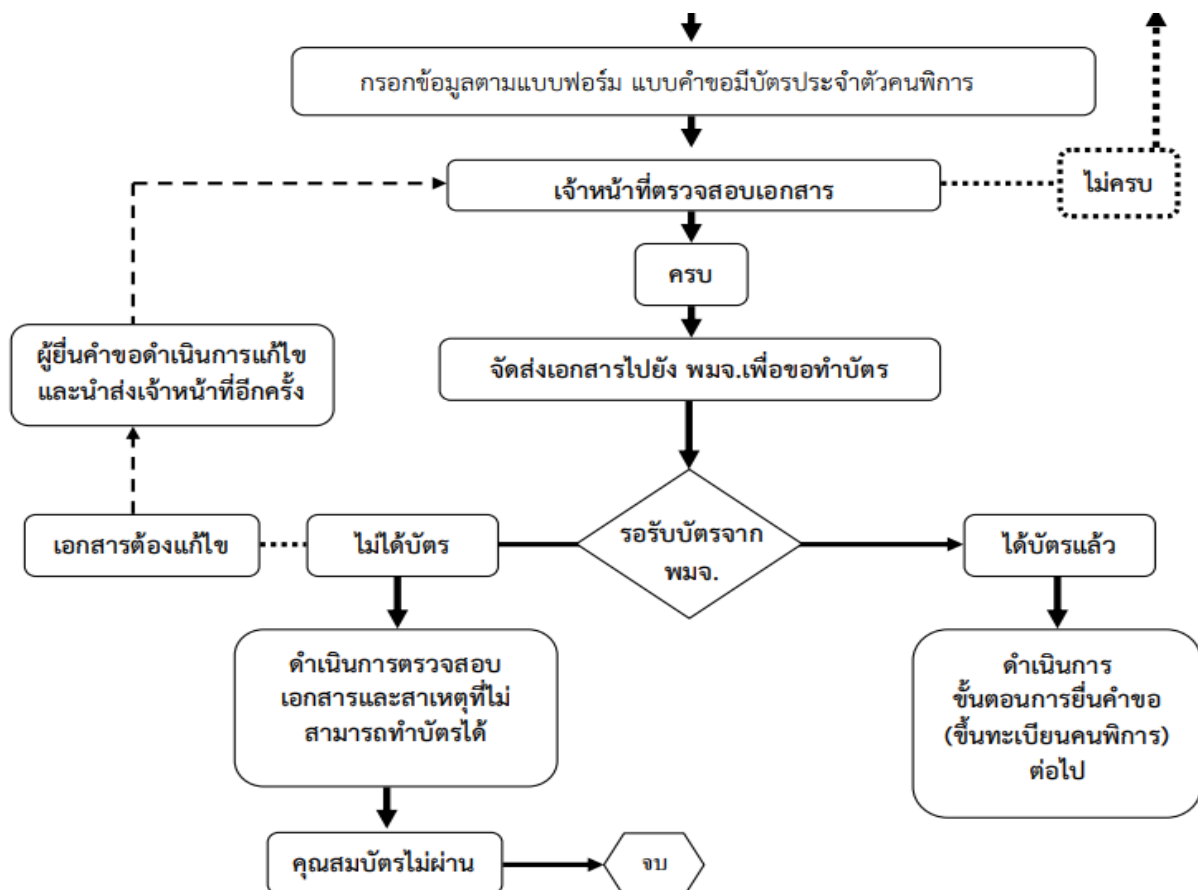 กรอกข้อมูลตามแบบฟอร์ม แบบคำขอมีบัตรประจำตัวคนพิการ
เจ้าหน้าที่ตรวจสอบเอกสาร
ไม่ครบ
ครบ
ผู้ยื่นคำขอดำเนินการแก้ไข
และนำส่งเจ้าหน้าที่อีกครั้ง
จัดส่งเอกสารไปยัง พมจ.เพื่อขอทำบัตร
เอกสารต้องแก้ไข
ไม่ได้บัตร
รอรับบัตรจาก
พมจ.
ได้บัตรแล้ว
ดำเนินการตรวจสอบ
เอกสารและสาเหตุที่ไม่
สามารถทำบัตรได้
ดำเนินการ
ขั้นตอนการยื่นคำขอ
(ขึ้นทะเบียนคนพิการ)
ต่อไป
คุณสมบัตรไม่ผ่าน
จบ